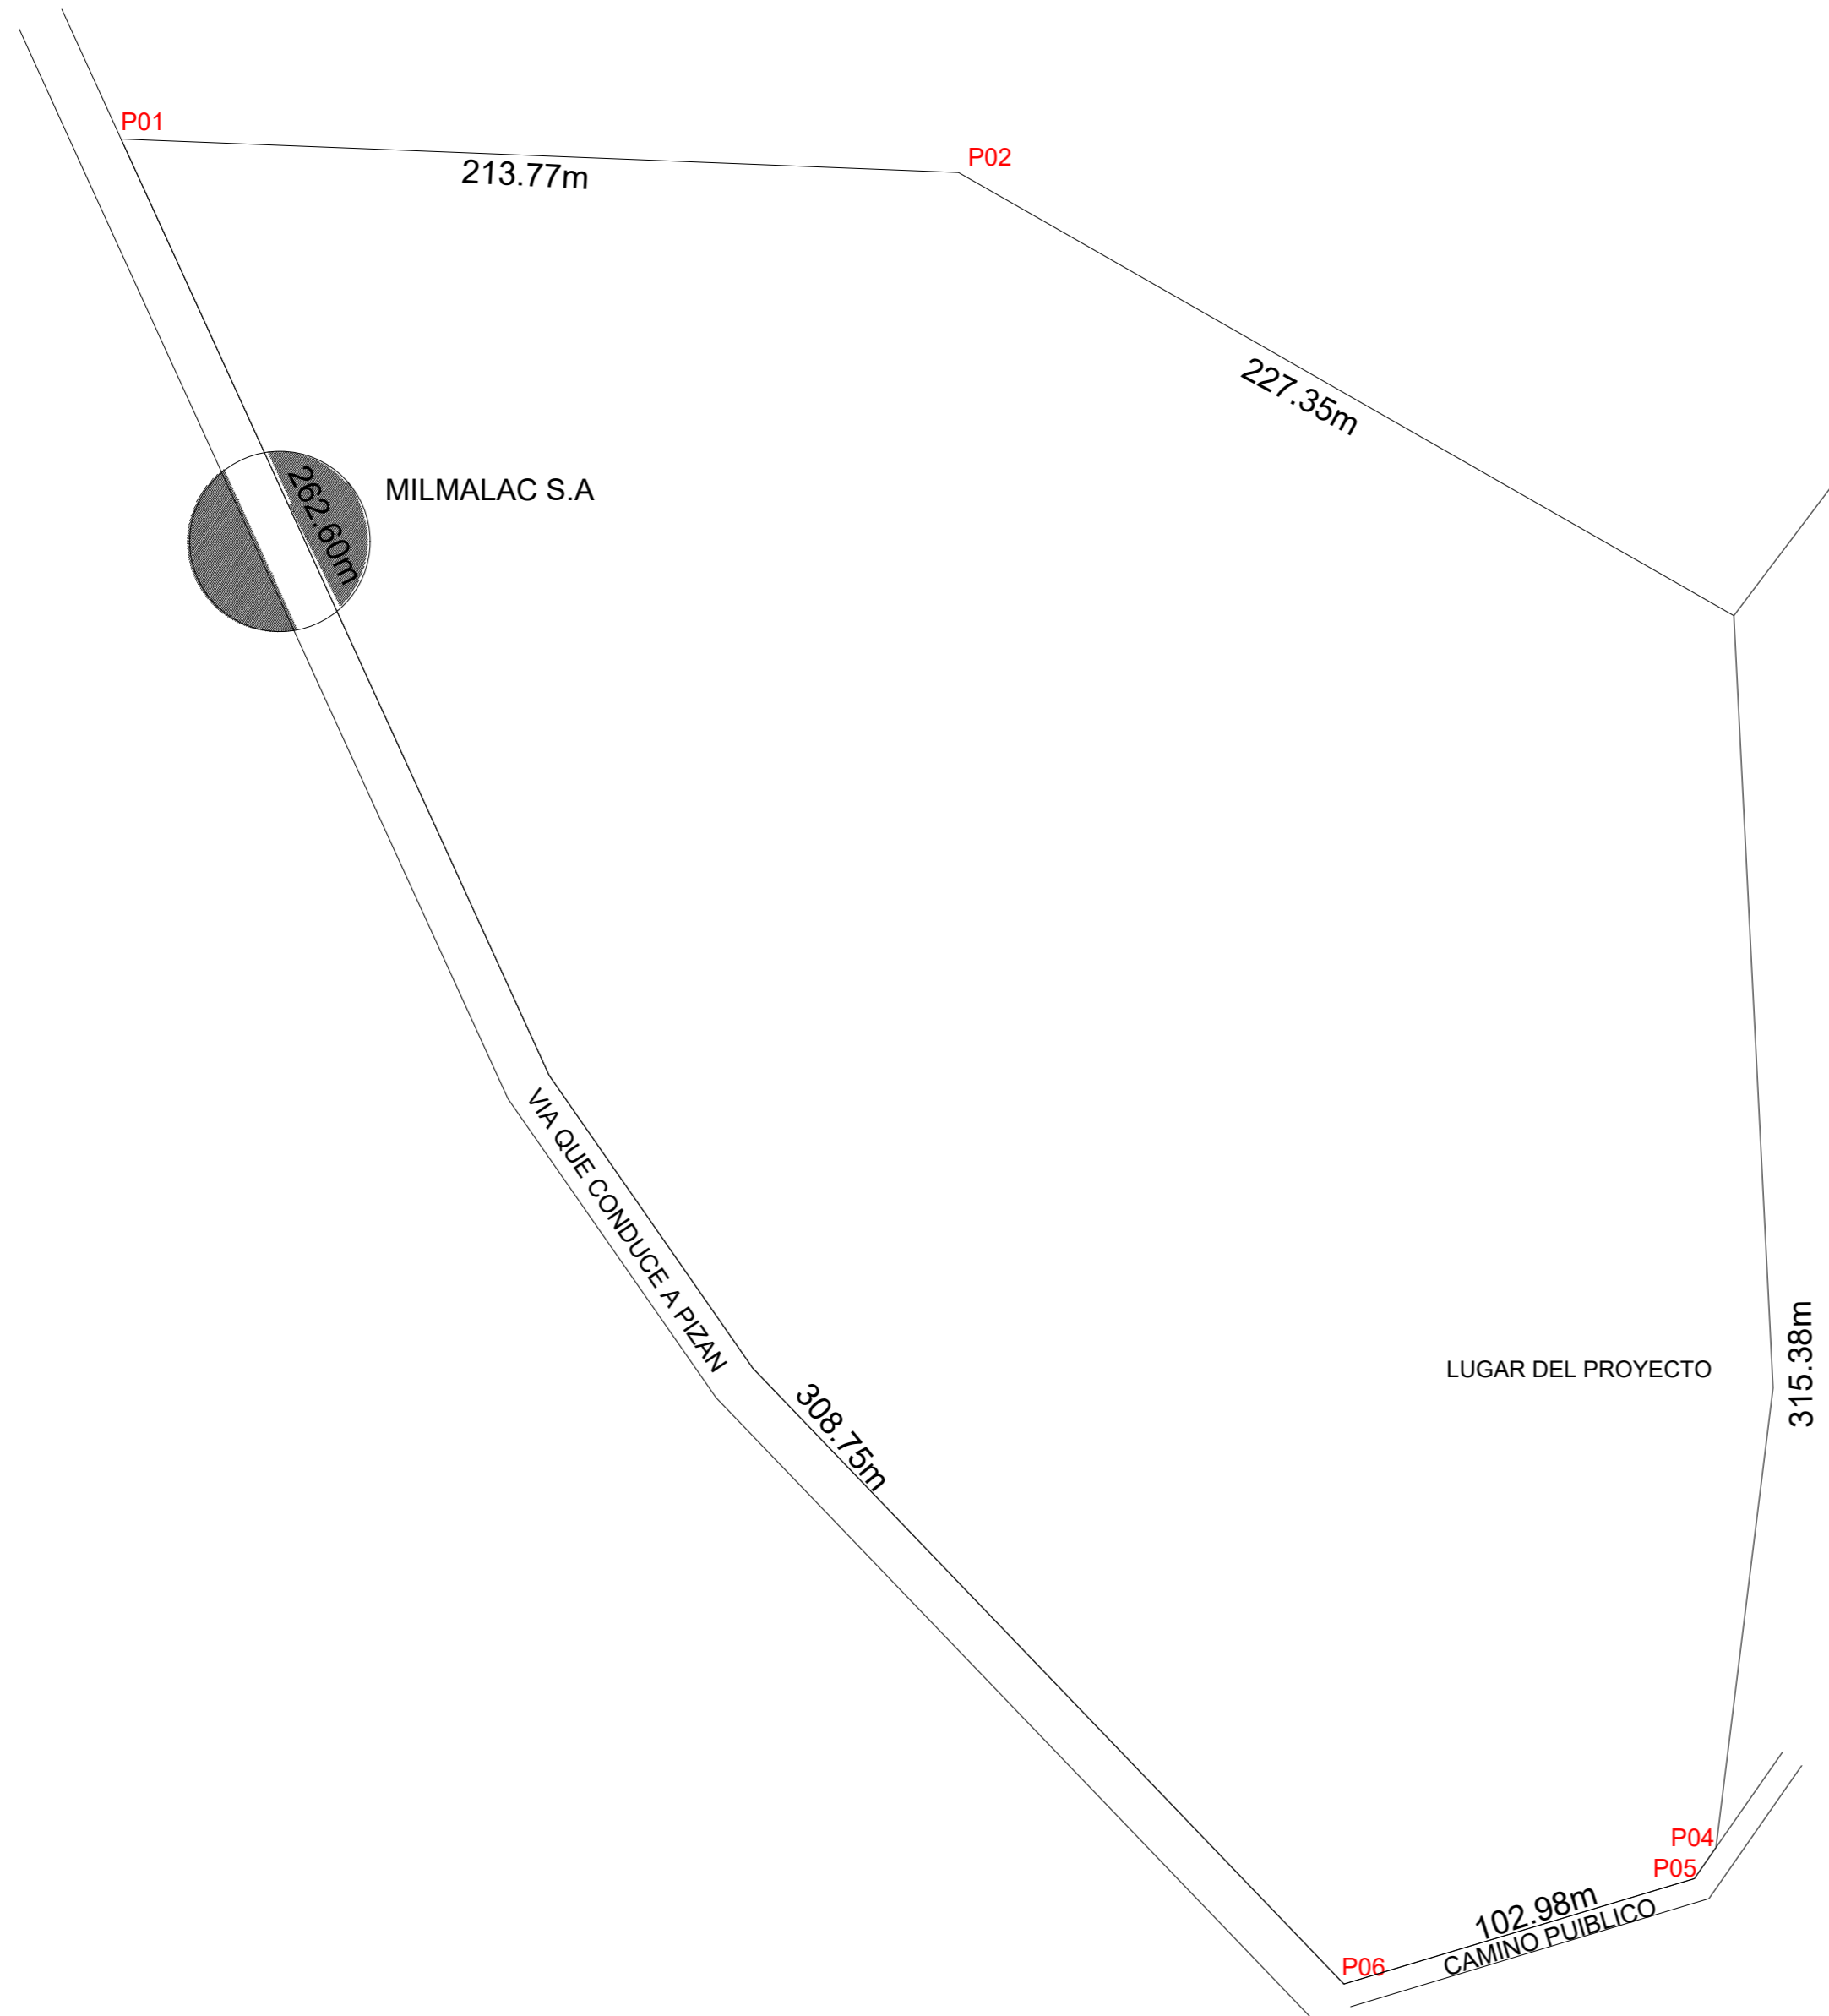 P01
P02
213.77m
227.35m
262.60m
MILMALAC S.A
VIA QUE CONDUCE A PIZAN
308.75m
LUGAR DEL PROYECTO
315.38m
P04
P05
102.98m
CAMINO PUIBLICO
P06